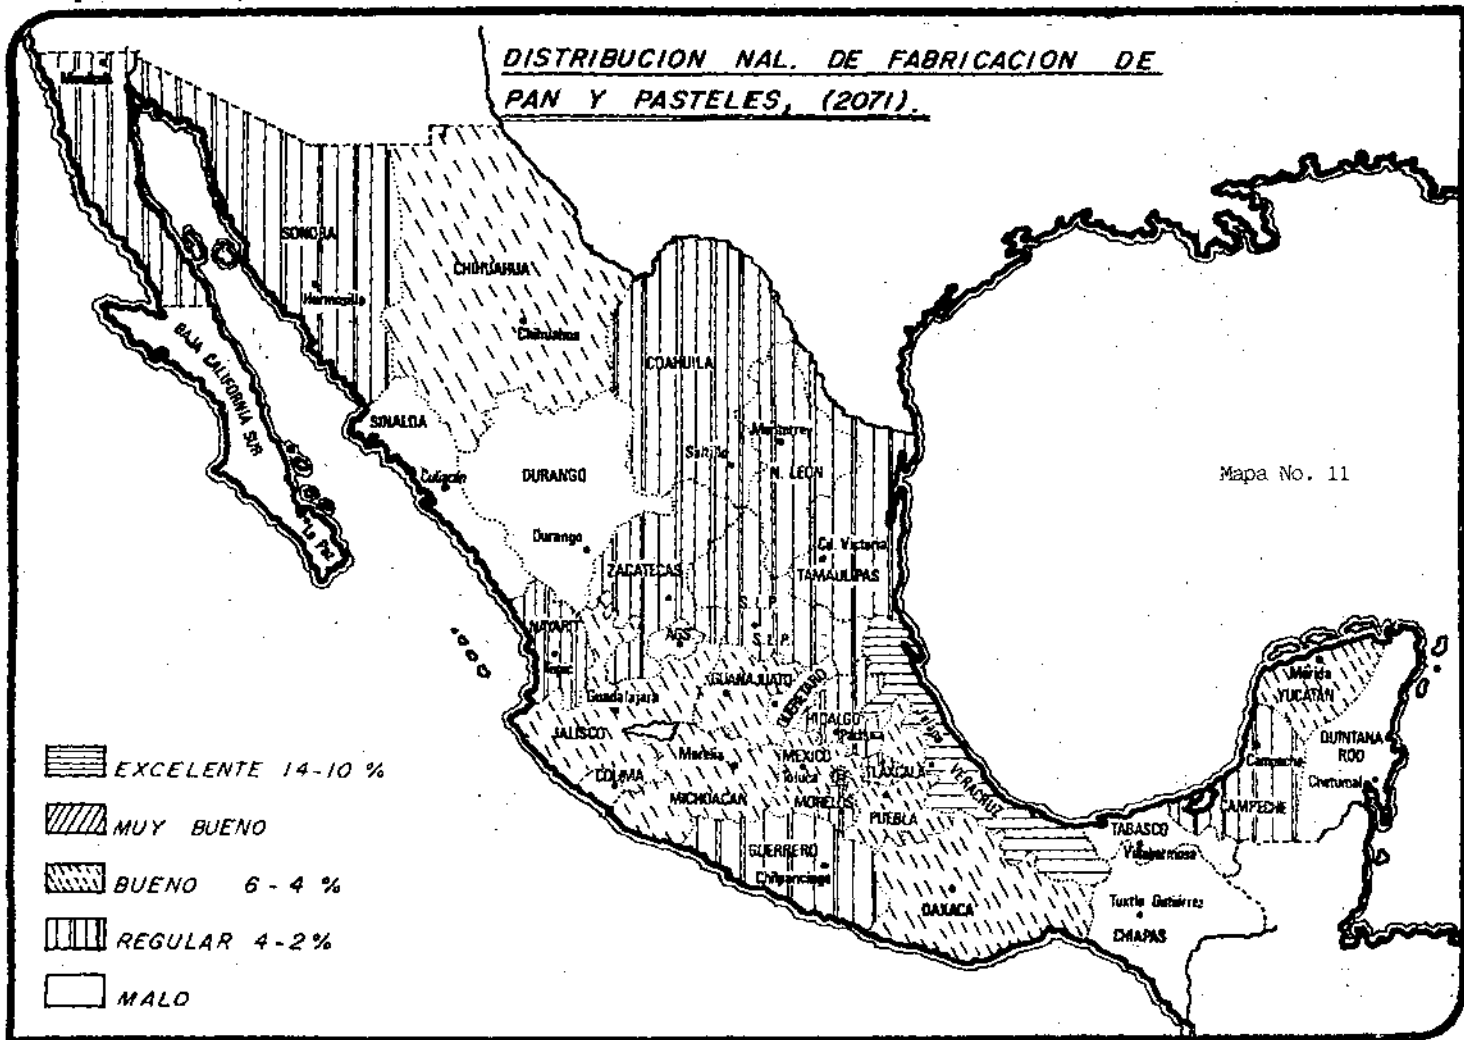 DISTRIBUCION NAL. DE FABRICACION DE
PAN Y PASTELES, (2071).
Mexicali
SONORA
Hermosillo
CHIHUAHUA
Chihuahua
BAJA CALIFORNIA SUR
La Paz
SINALOA
Culiacán
COAHUILA
Saltillo
Monterrey
N. LEON
DURANGO
Durango
Cd. Victoria
TAMAULIPAS
ZACATECAS
S.L.P.
S.L.P.
AGS
NAYARIT
Tepic
Guadalajara
JALISCO
GUANAJUATO
QUERETARO
HIDALGO
Pachuca
Jalapa
VERACRUZ
COLIMA
Morelia
MICHOACAN
MEXICO
Toluca
TLAXCALA
MORELOS
PUEBLA
GUERRERO
Chilpancingo
OAXACA
TABASCO
Villahermosa
Tuxtla Gutiérrez
CHIAPAS
Mérida
YUCATAN
Campeche
CAMPECHE
QUINTANA
ROO
Chetumal
Mapa No. 11
EXCELENTE 14-10 %
MUY BUENO
BUENO 6-4 %
REGULAR 4-2%
MALO